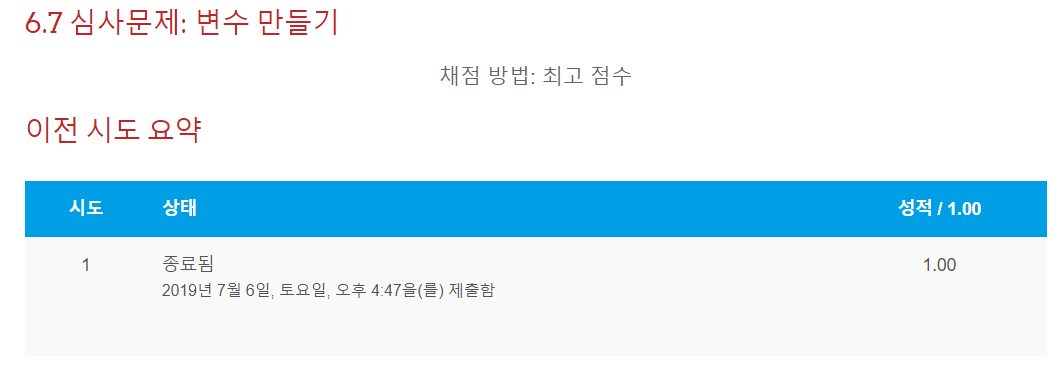 6.7 심사문제: 변수 만들기
채점 방법: 최고 점수
이전 시도 요약
시도 상태 성적 / 1.00
1 종료됨 1.00
2019년 7월 6일, 토요일, 오후 4:47을(를) 제출함